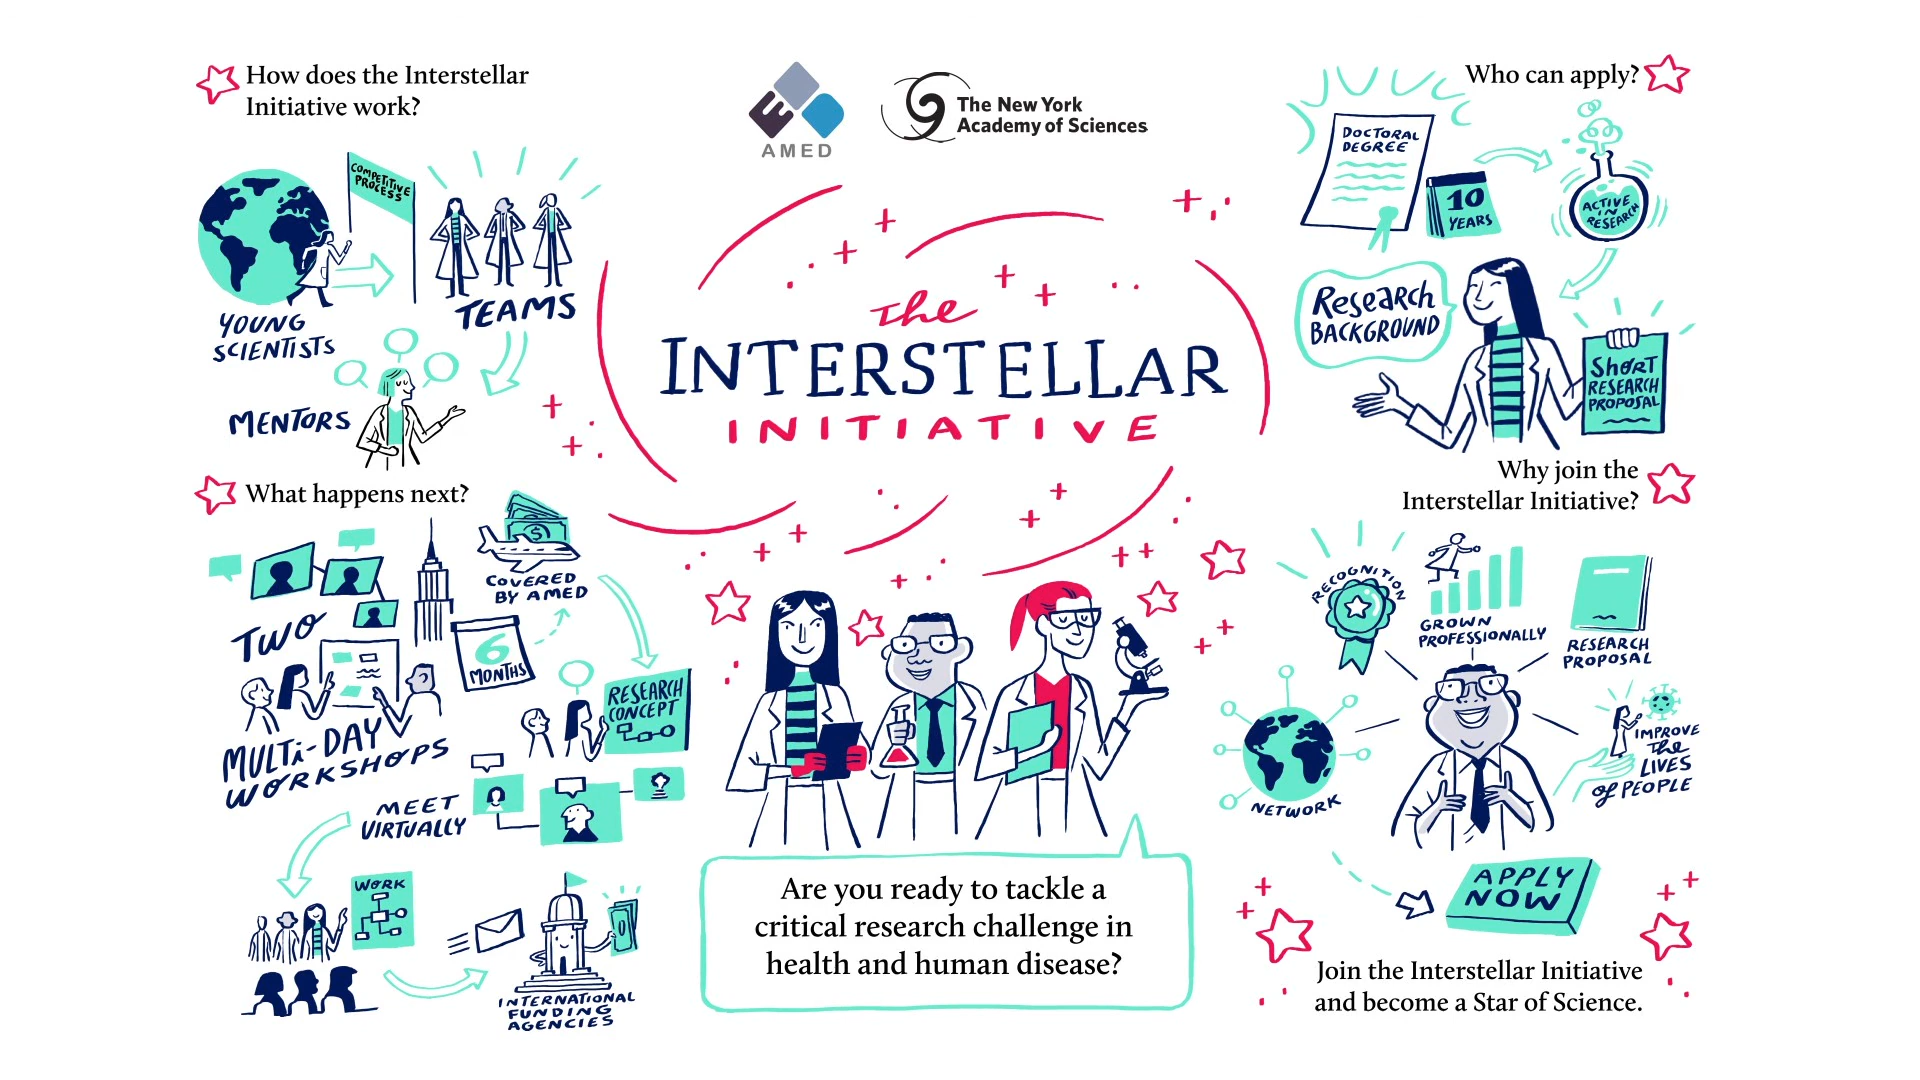 How does the Interstellar
Initiative work?
COMPETITIVE
PROCESS
YOUNG
SCIENTISTS
TEAMS
MENTORS
What happens next?
TWO
MULTi-DAY
WORKSHOPS
6
MONTHS
$
COVERED
BY AMED
RESEARCH
CONCEPT
MEET
VIRTUALLY
WORK
INTERNATIONAL
FUNDING
AGENCIES
AMED
The New York
Academy of Sciences
The
INTERSTELLAR
INITIATIVE
Are you ready to tackle a
critical research challenge in
health and human disease?
Who can apply?
DOCTORAL
DEGREE
10
YEARS
ACTIVE
IN
RESEARCH
ReseaRch
BACKGROUND
ShoRT
RESEARCH
PROPOSAL
Why join the
Interstellar Initiative?
RECOGNITION
GROWN
PROFESSIONALLY
RESEARCH
PROPOSAL
NETWORK
IMPROVE
The
LIVES
of PEOPLE
APPLY
NOW
Join the Interstellar Initiative
and become a Star of Science.